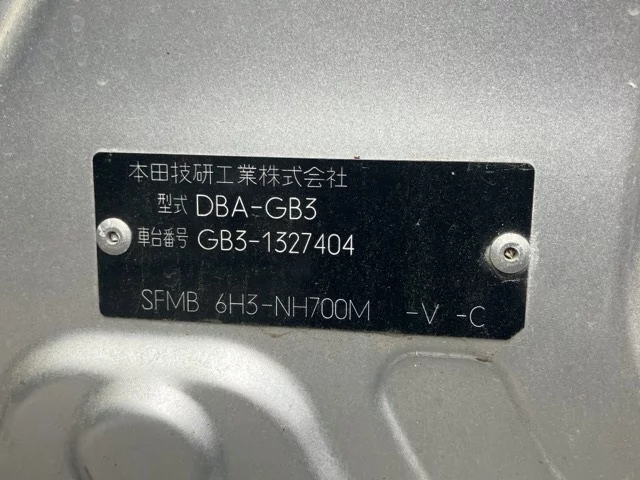 本田技研工業株式会社
型式 DBA-GB3
車台番号 GB3-1327404
SFMB 6H3-NH700M -V -C